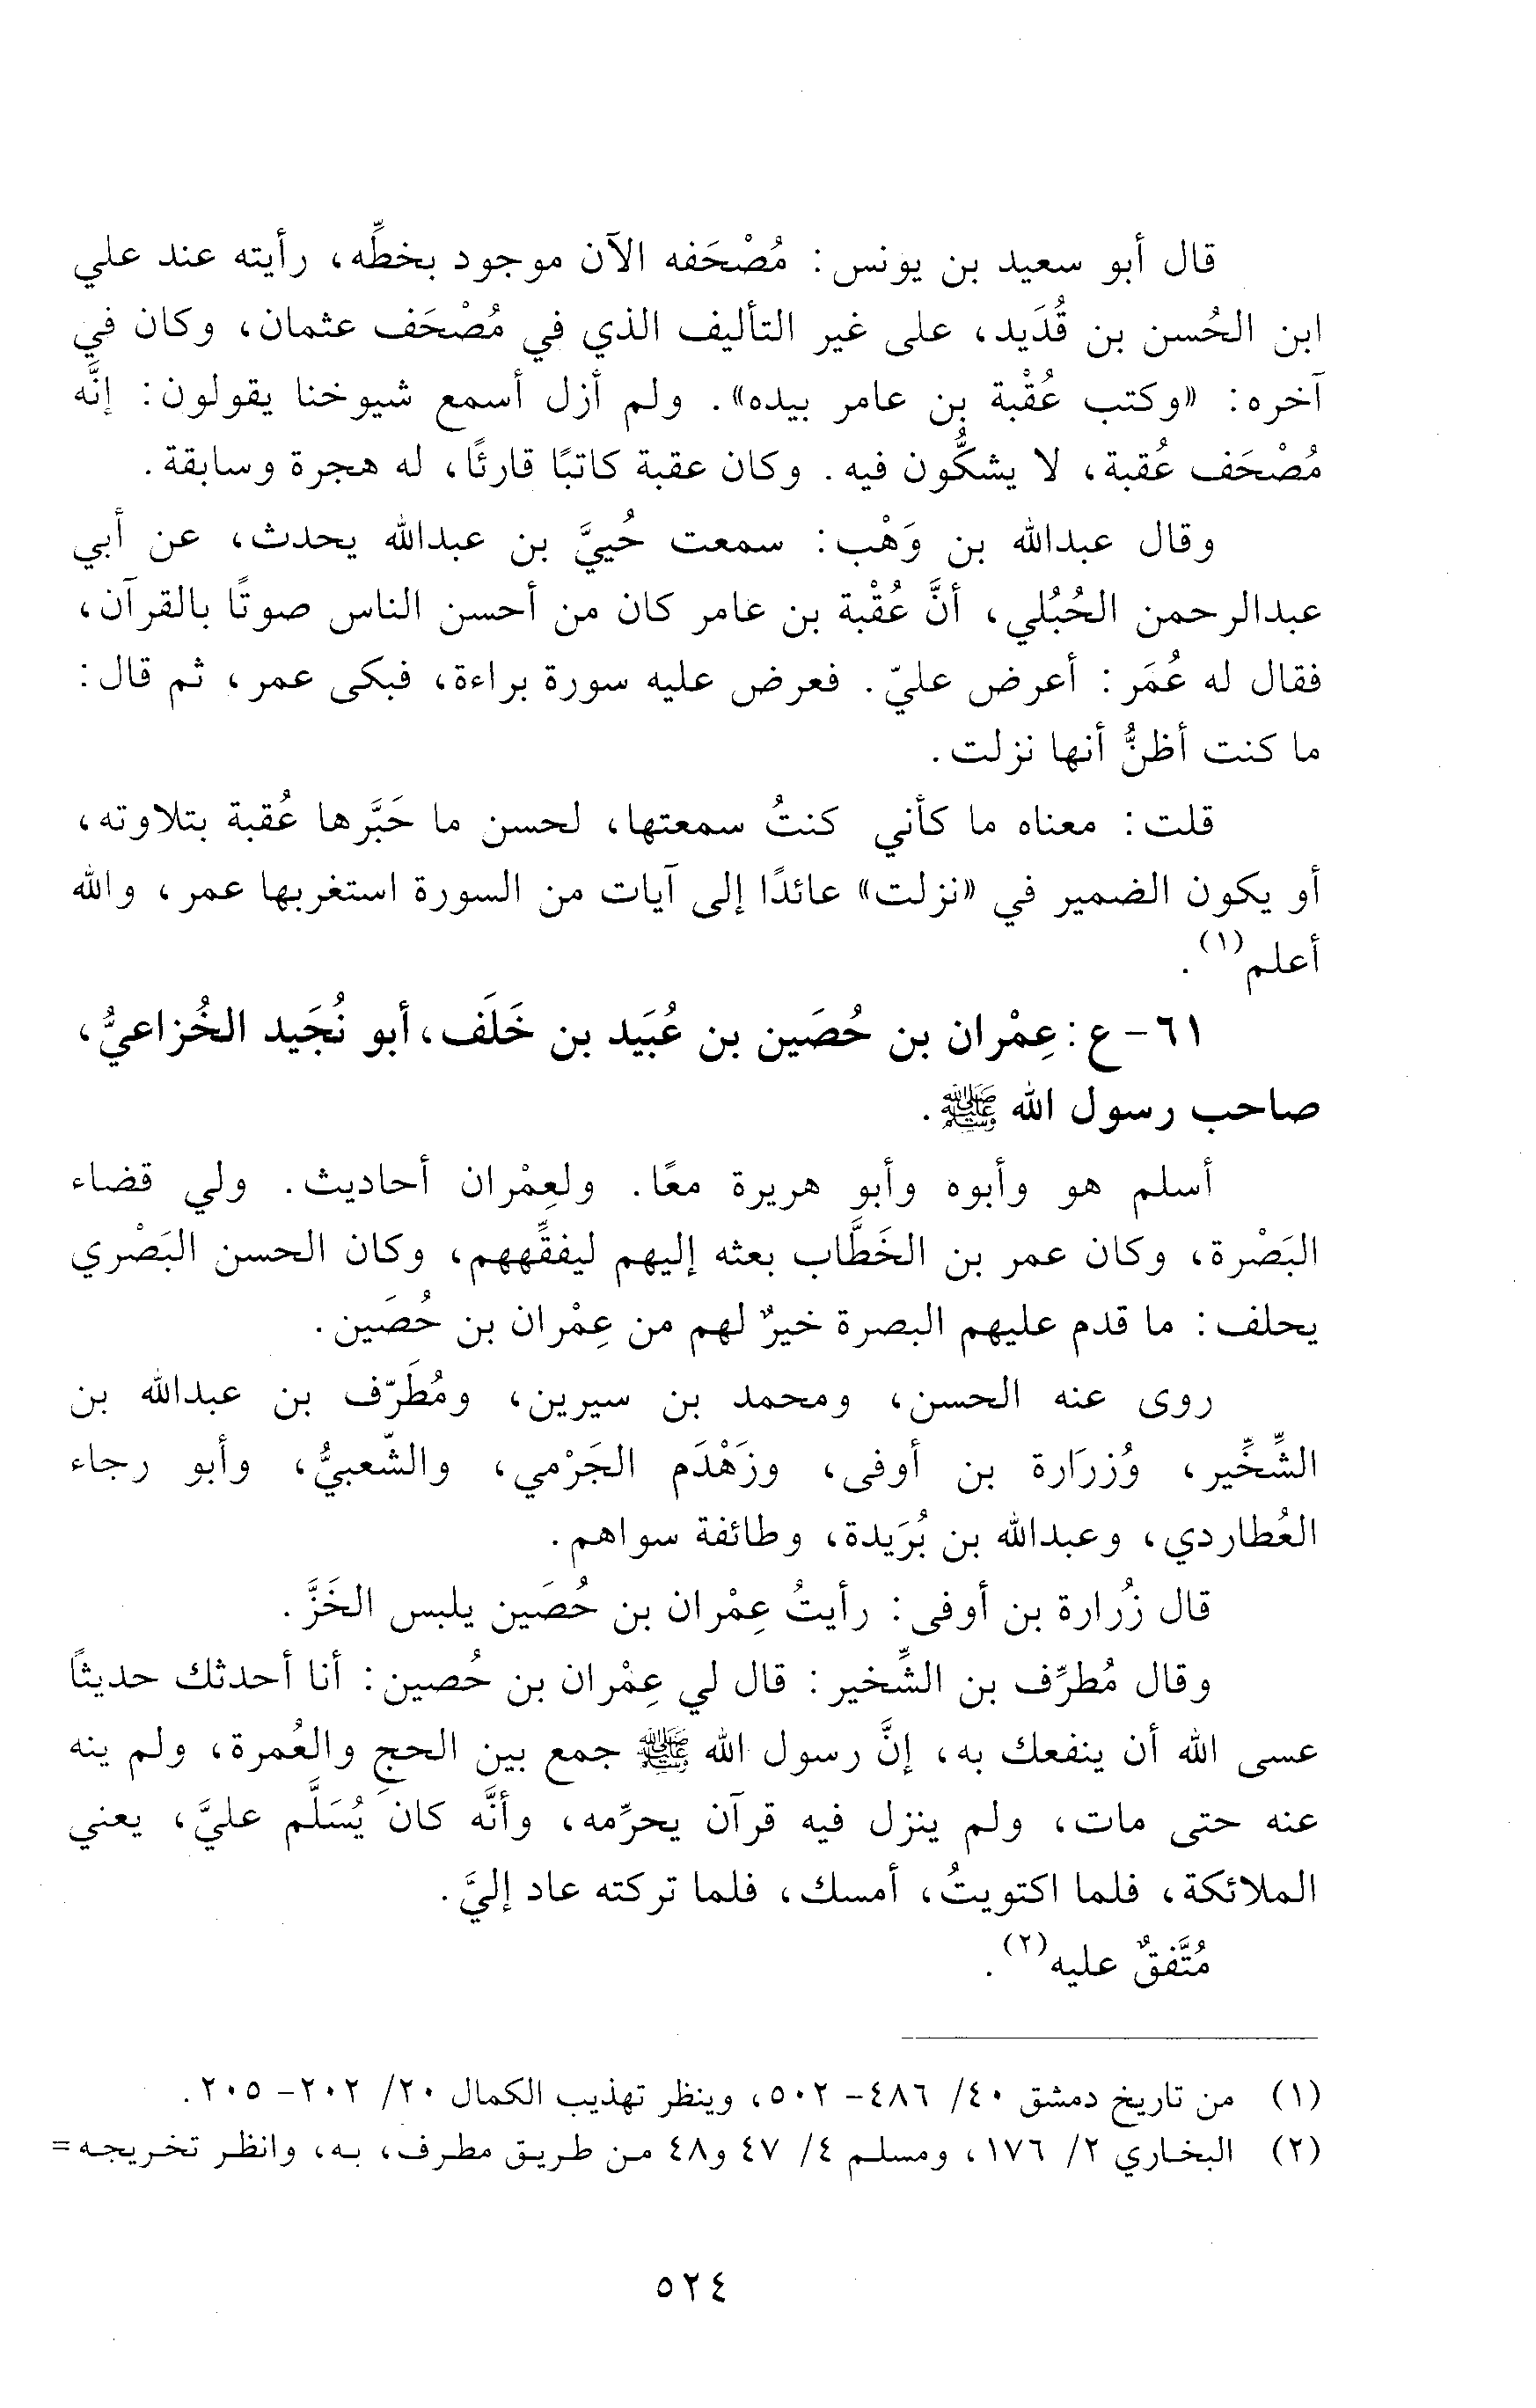 قال أبو سعيد بن يونس: مُصْحَفه الآن موجود بخطِّه، رأيته عند علي
ابن الحُسن بن قُدَيد، على غير التأليف الذي في مُصْحَف عثمان، وكان في
آخره: «وكتب عُقْبة بن عامر بيده». ولم أزل أسمع شيوخنا يقولون: إنَّه
مُصْحَف عُقبة، لا يشكُّون فيه. وكان عقبة كاتبًا قارئًا، له هجرة وسابقة.
وقال عبدالله بن وَهْب: سمعت حُييَّ بن عبدالله يحدث، عن أبي
عبدالرحمن الحُبُلي، أنَّ عُقْبة بن عامر كان من أحسن الناس صوتًا بالقرآن،
فقال له عُمَر: أعرض عليّ. فعرض عليه سورة براءة، فبكى عمر، ثم قال:
ما كنت أظنُّ أنها نزلت.
قلت: معناه ما كأني كنتُ سمعتها، لحسن ما حَبَّرها عُقبة بتلاوته،
أو يكون الضمير في «نزلت» عائدًا إلى آيات من السورة استغربها عمر، والله
أعلم(١).
٦١- ع: عِمْران بن حُصَين بن عُبَيد بن خَلَف، أبو نُجَيد الخُزاعيُّ،
صاحب رسول الله ﷺ.
أسلم هو وأبوه وأبو هريرة معًا. ولعِمْران أحاديث. ولي قضاء
البَصْرة، وكان عمر بن الخَطَّاب بعثه إليهم ليفقِّههم، وكان الحسن البَصْري
يحلف: ما قدم عليهم البصرة خيرٌ لهم من عِمْران بن حُصَين.
روى عنه الحسن، ومحمد بن سيرين، ومُطَرّف بن عبدالله بن
الشِّخِّير، وُزرَارة بن أوفى، وزَهْدَم الجَرْمي، والشّعبيُّ، وأبو رجاء
العُطاردي، وعبدالله بن بُرَيدة، وطائفة سواهم.
قال زُرارة بن أوفى: رأيتُ عِمْران بن حُصَين يلبس الخَزَّ.
وقال مُطرِّف بن الشِّخير: قال لي عِمْران بن حُصين: أنا أحدثك حديثًا
عسى الله أن ينفعك به، إنَّ رسول الله ﷺ جمع بين الحج والعُمرة، ولم ينه
عنه حتى مات، ولم ينزل فيه قرآن يحرِّمه، وأنَّه كان يُسَلَّم عليَّ، يعني
الملائكة، فلما اكتويتُ، أمسك، فلما تركته عاد إليَّ.
مُتَّفقٌ عليه(٢).
(١) من تاريخ دمشق ٤٠/ ٤٨٦- ٥٠٢، وينظر تهذيب الكمال ٢٠/ ٢٠٢- ٢٠٥.
(٢) البخاري ٢/ ١٧٦، ومسلم ٤/ ٤٧ و٤٨ من طريق مطرف، به، وانظر تخريجه=
٥٢٤